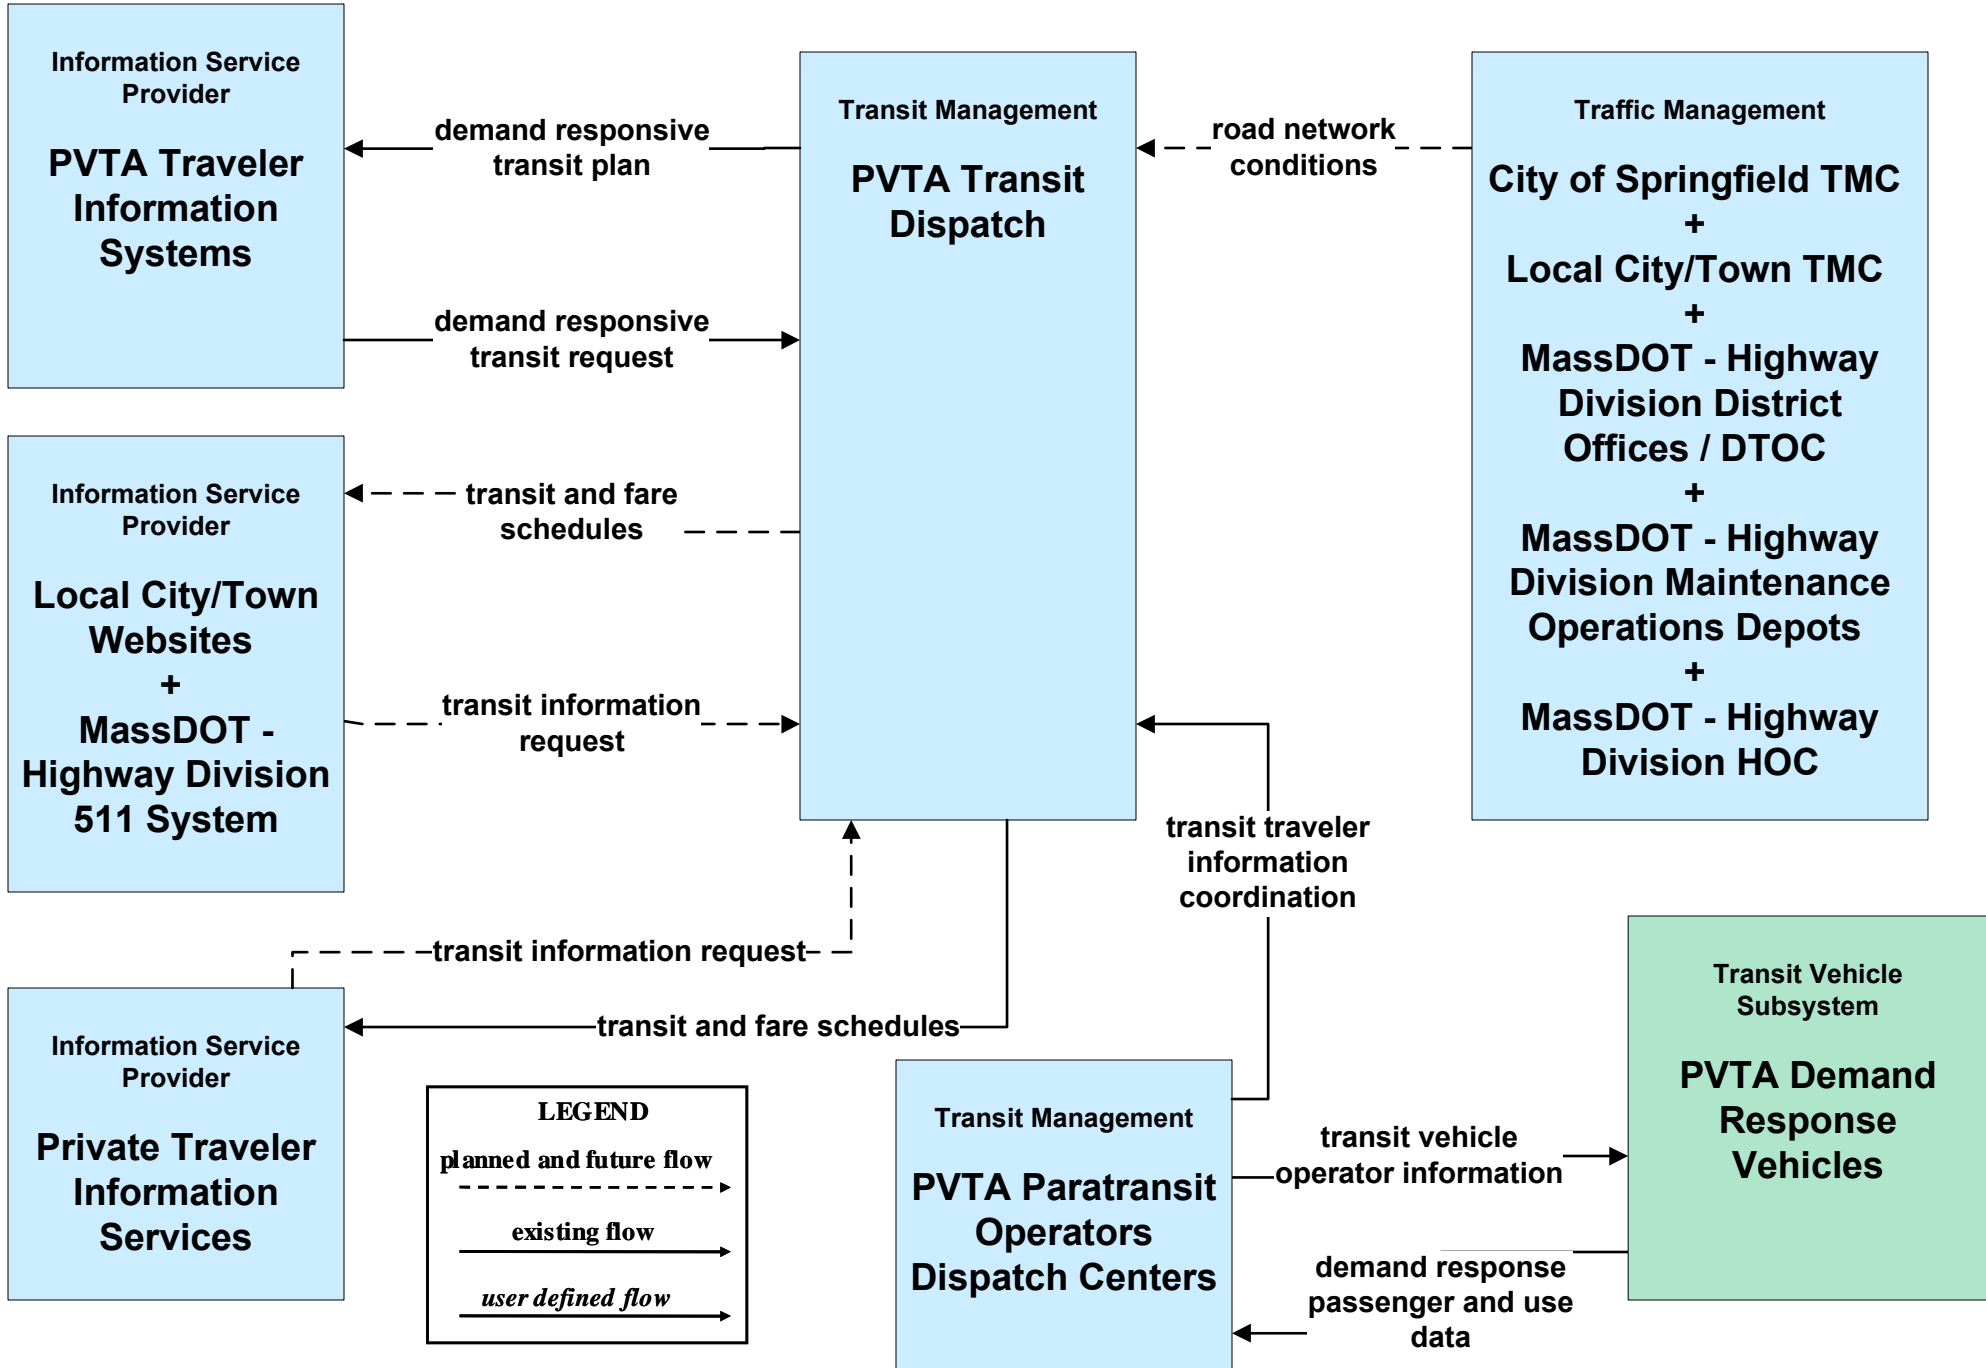 Information Service
Provider
PVTA Traveler
Information
Systems
demand responsive
transit plan
demand responsive
transit request
Transit Management
PVTA Transit
Dispatch
road network
conditions
Traffic Management
City of Springfield TMC
+
Local City/Town TMC
+
MassDOT - Highway
Division District
Offices / DTOC
+
MassDOT - Highway
Division Maintenance
Operations Depots
+
MassDOT - Highway
Division HOC
Information Service
Provider
Local City/Town
Websites
+
MassDOT -
Highway Division
511 System
transit and fare
schedules
transit information
request
transit traveler
information
coordination
transit information request
transit and fare schedules
Information Service
Provider
Private Traveler
Information
Services
LEGEND
planned and future flow
existing flow
user defined flow
Transit Management
PVTA Paratransit
Operators
Dispatch Centers
transit vehicle
operator information
demand response
passenger and use
data
Transit Vehicle
Subsystem
PVTA Demand
Response
Vehicles